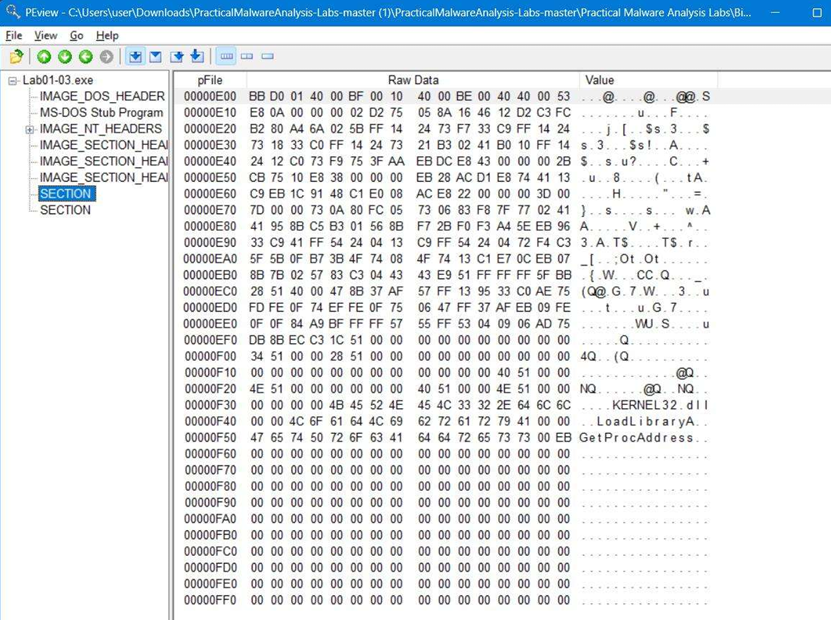 PEview - C:\Users\user\Downloads\PracticalMalwareAnalysis-Labs-master (1)\PracticalMalwareAnalysis-Labs-master\Practical Malware Analysis Labs\Bi...
File View Go Help
Lab01-03.exe
IMAGE_DOS_HEADER
MS-DOS Stub Program
IMAGE_NT_HEADERS
IMAGE_SECTION_HEA
IMAGE_SECTION_HEA
IMAGE_SECTION_HEA
SECTION
SECTION
pFile Raw Data Value
00000E00 BB D0 01 40 00 BF 00 10 40 00 BE 00 40 40 00 53 ...@....@...@@.S
00000E10 E8 0A 00 00 00 02 D2 75 05 8A 16 46 12 D2 C3 FC .......u...F....
00000E20 B2 80 A4 6A 02 5B FF 14 24 73 F7 33 C9 FF 14 24 ...j.[..$s.3...$
00000E30 73 18 33 C0 FF 14 24 73 21 B3 02 41 B0 10 FF 14 s.3...$s!..A....
00000E40 24 12 C0 73 F9 75 3F AA EB DC E8 43 00 00 00 2B $..s.u?....C...+
00000E50 CB 75 10 E8 38 00 00 00 EB 28 AC D1 E8 74 41 13 .u..8....(...tA.
00000E60 C9 EB 1C 91 48 C1 E0 08 AC E8 22 00 00 00 3D 00 ....H....."...=.
00000E70 7D 00 00 73 0A 80 FC 05 73 06 83 F8 7F 77 02 41 }..s....s....w.A
00000E80 41 95 8B C5 B3 01 56 8B F7 2B F0 F3 A4 5E EB 96 A.....V..+...^..
00000E90 33 C9 41 FF 54 24 04 13 C9 FF 54 24 04 72 F4 C3 3.A.T$....T$.r..
00000EA0 5F 5B 0F B7 3B 4F 74 08 4F 74 13 C1 E7 0C EB 07 _[..;Ot.Ot......
00000EB0 8B 7B 02 57 83 C3 04 43 43 E9 51 FF FF FF 5F BB .{.W...CC.Q..._.
00000EC0 28 51 40 00 47 8B 37 AF 57 FF 13 95 33 C0 AE 75 (Q@.G.7.W...3..u
00000ED0 FD FE 0F 74 EF FE 0F 75 06 47 FF 37 AF EB 09 FE ...t...u.G.7....
00000EE0 0F 0F 84 A9 BF FF FF 57 55 FF 53 04 09 06 AD 75 .......WU.S....u
00000EF0 DB 8B EC C3 1C 51 00 00 00 00 00 00 00 00 00 00 .....Q..........
00000F00 34 51 00 00 28 51 00 00 00 00 00 00 00 00 00 00 4Q..(Q..........
00000F10 00 00 00 00 00 00 00 00 00 00 00 00 40 51 00 00 ............@Q..
00000F20 4E 51 00 00 00 00 00 00 40 51 00 00 4E 51 00 00 NQ......@Q..NQ..
00000F30 00 00 00 00 4B 45 52 4E 45 4C 33 32 2E 64 6C 6C ....KERNEL32.dll
00000F40 00 00 4C 6F 61 64 4C 69 62 72 61 72 79 41 00 00 ..LoadLibraryA..
00000F50 47 65 74 50 72 6F 63 41 64 64 72 65 73 73 00 EB GetProcAddress..
00000F60 00 00 00 00 00 00 00 00 00 00 00 00 00 00 00 00 ................
00000F70 00 00 00 00 00 00 00 00 00 00 00 00 00 00 00 00 ................
00000F80 00 00 00 00 00 00 00 00 00 00 00 00 00 00 00 00 ................
00000F90 00 00 00 00 00 00 00 00 00 00 00 00 00 00 00 00 ................
00000FA0 00 00 00 00 00 00 00 00 00 00 00 00 00 00 00 00 ................
00000FB0 00 00 00 00 00 00 00 00 00 00 00 00 00 00 00 00 ................
00000FC0 00 00 00 00 00 00 00 00 00 00 00 00 00 00 00 00 ................
00000FD0 00 00 00 00 00 00 00 00 00 00 00 00 00 00 00 00 ................
00000FE0 00 00 00 00 00 00 00 00 00 00 00 00 00 00 00 00 ................
00000FF0 00 00 00 00 00 00 00 00 00 00 00 00 00 00 00 00 ................